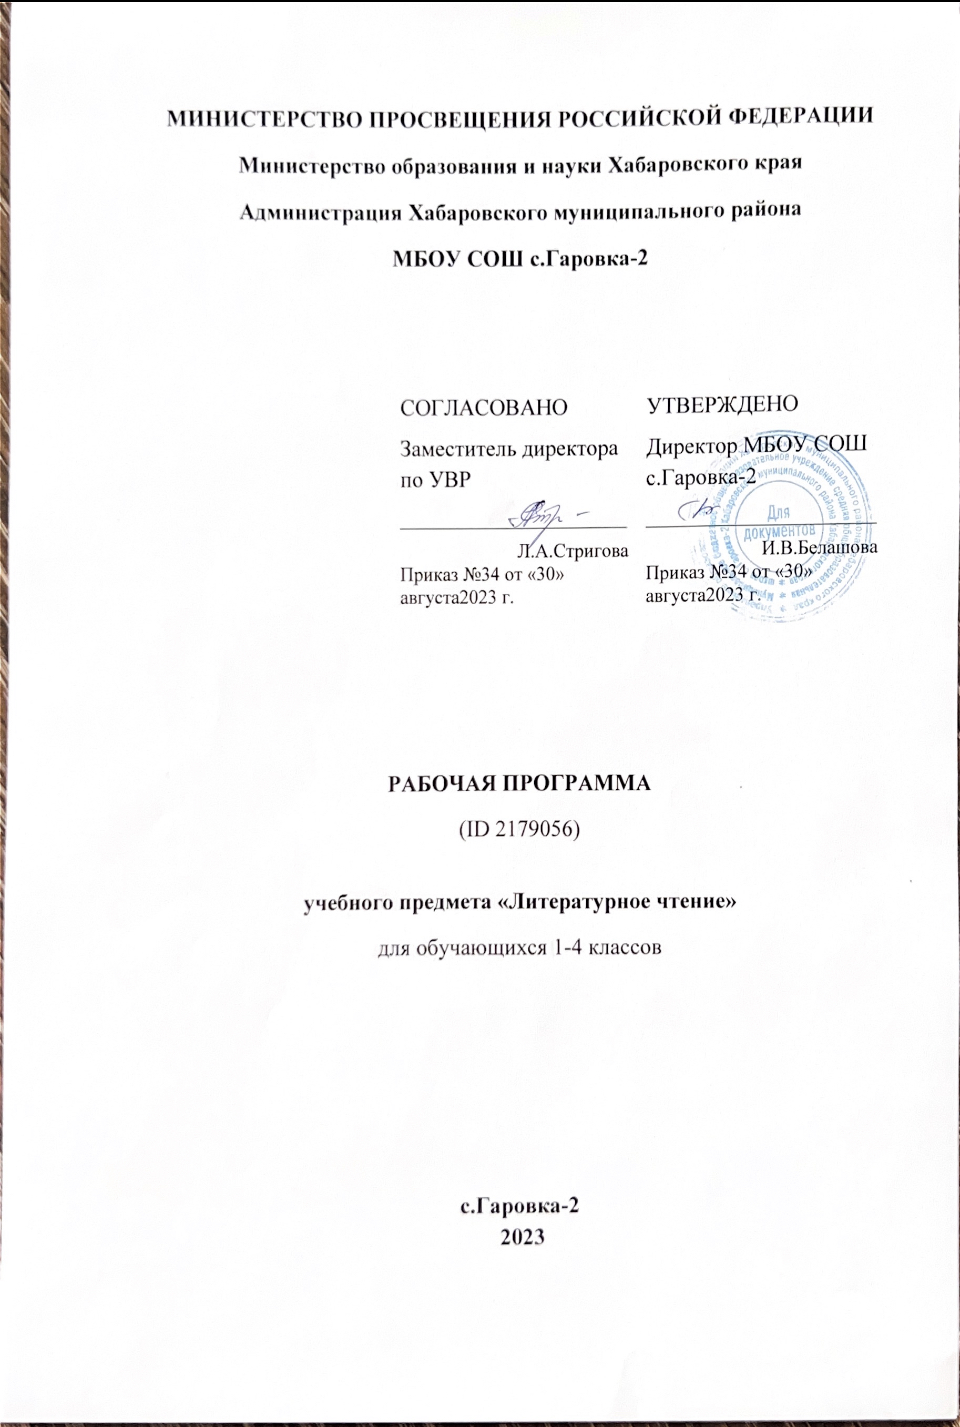 МИНИСТЕРСТВО ПРОСВЕЩЕНИЯ РОССИЙСКОЙ ФЕДЕРАЦИИ
Министерство образования и науки Хабаровского края
Администрация Хабаровского муниципального района
МБОУ СОШ с.Гаровка-2
СОГЛАСОВАНО
Заместитель директора
по УВР
Л.А.Стригова
Приказ №34 от «30»
августа2023 г.
УТВЕРЖДЕНО
Директор МБОУ СОШ
с.Гаровка-2
И.В.Белашова
Приказ №34 от «30»
августа2023 г.
Для
документов
РАБОЧАЯ ПРОГРАММА
(ID 2179056)
учебного предмета «Литературное чтение»
для обучающихся 1-4 классов
с.Гаровка-2
2023